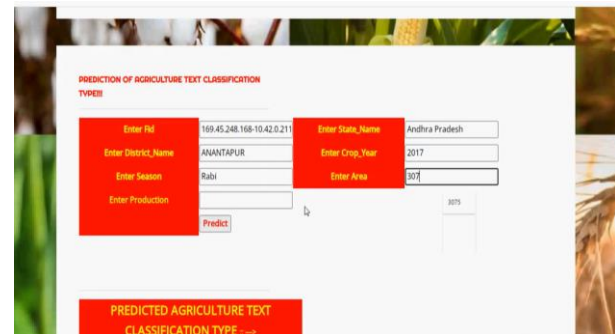 PREDICTION OF AGRICULTURE TEXT CLASSIFICATION
TYPE!!!
Enter Fid 169.45.248.168-10.42.0.211 Enter State_Name Andhra Pradesh
Enter District_Name ANANTAPUR Enter Crop_Year 2017
Enter Season Rabi Enter Area 307
Enter Production 3075
Predict
PREDICTED AGRICULTURE TEXT
CLASSIFICATION TYPE : -->